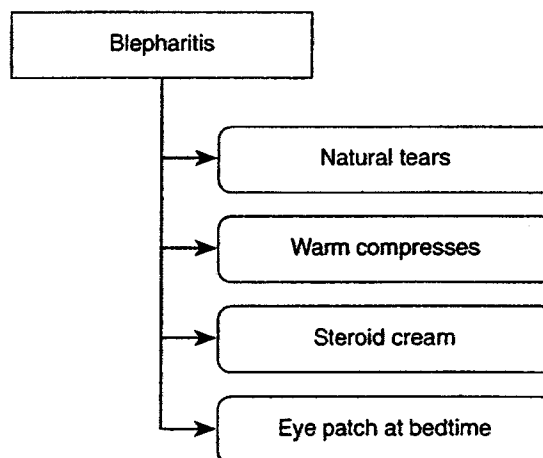 Blepharitis
Natural tears
Warm compresses
Steroid cream
Eye patch at bedtime